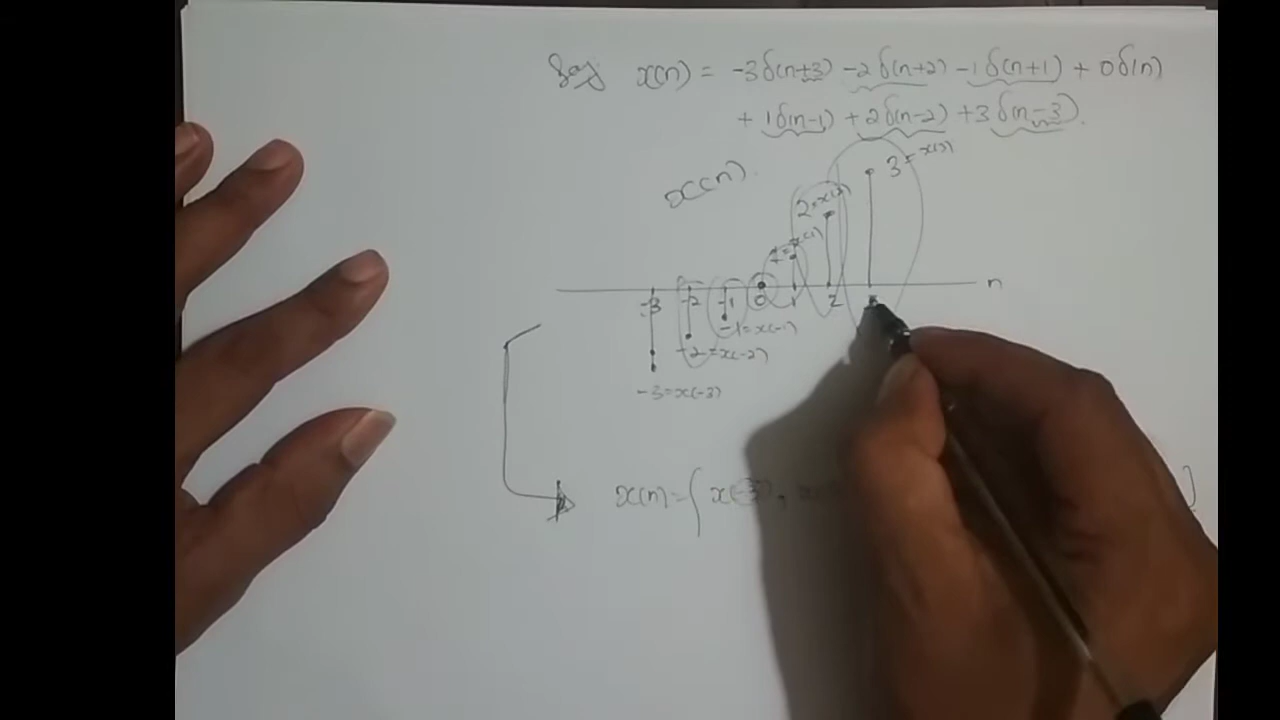 Say x(n) = -3δ(n+3) -2δ(n+2) -1δ(n+1) + 0δ(n)
+ 1δ(n-1) + 2δ(n-2) + 3δ(n-3).
x(n).
3 = x(3)
2 = x(2)
1 = x(1)
-3 -2 -1 0 1 2 3 n
-1 = x(-1)
-2 = x(-2)
-3 = x(-3)
x(n) = { x(-3),